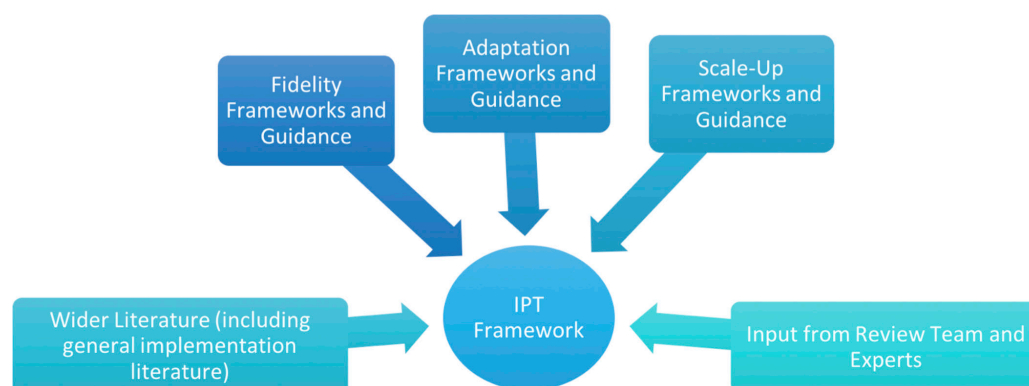 Fidelity
Frameworks and
Guidance
Adaptation
Frameworks and
Guidance
Scale-Up
Frameworks and
Guidance
Wider Literature (including
general implementation
literature)
IPT
Framework
Input from Review Team and
Experts